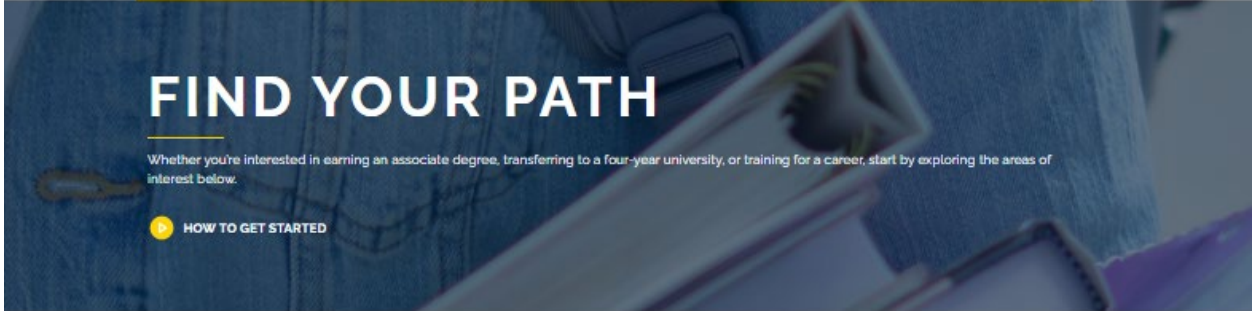 FIND YOUR PATH
Whether you're interested in earning an associate degree, transferring to a four-year university, or training for a career, start by exploring the areas of
interest below.
HOW TO GET STARTED